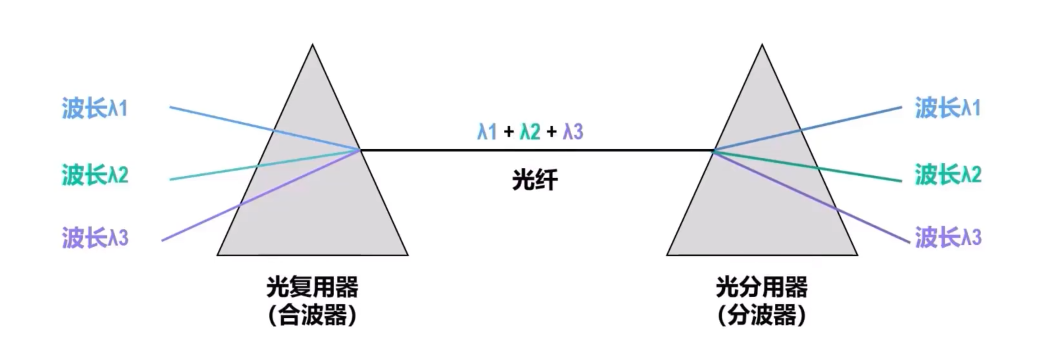 波长λ1
波长λ2
波长λ3
λ1 + λ2 + λ3
光纤
波长λ1
波长λ2
波长λ3
光复用器
(合波器)
光分用器
(分波器)